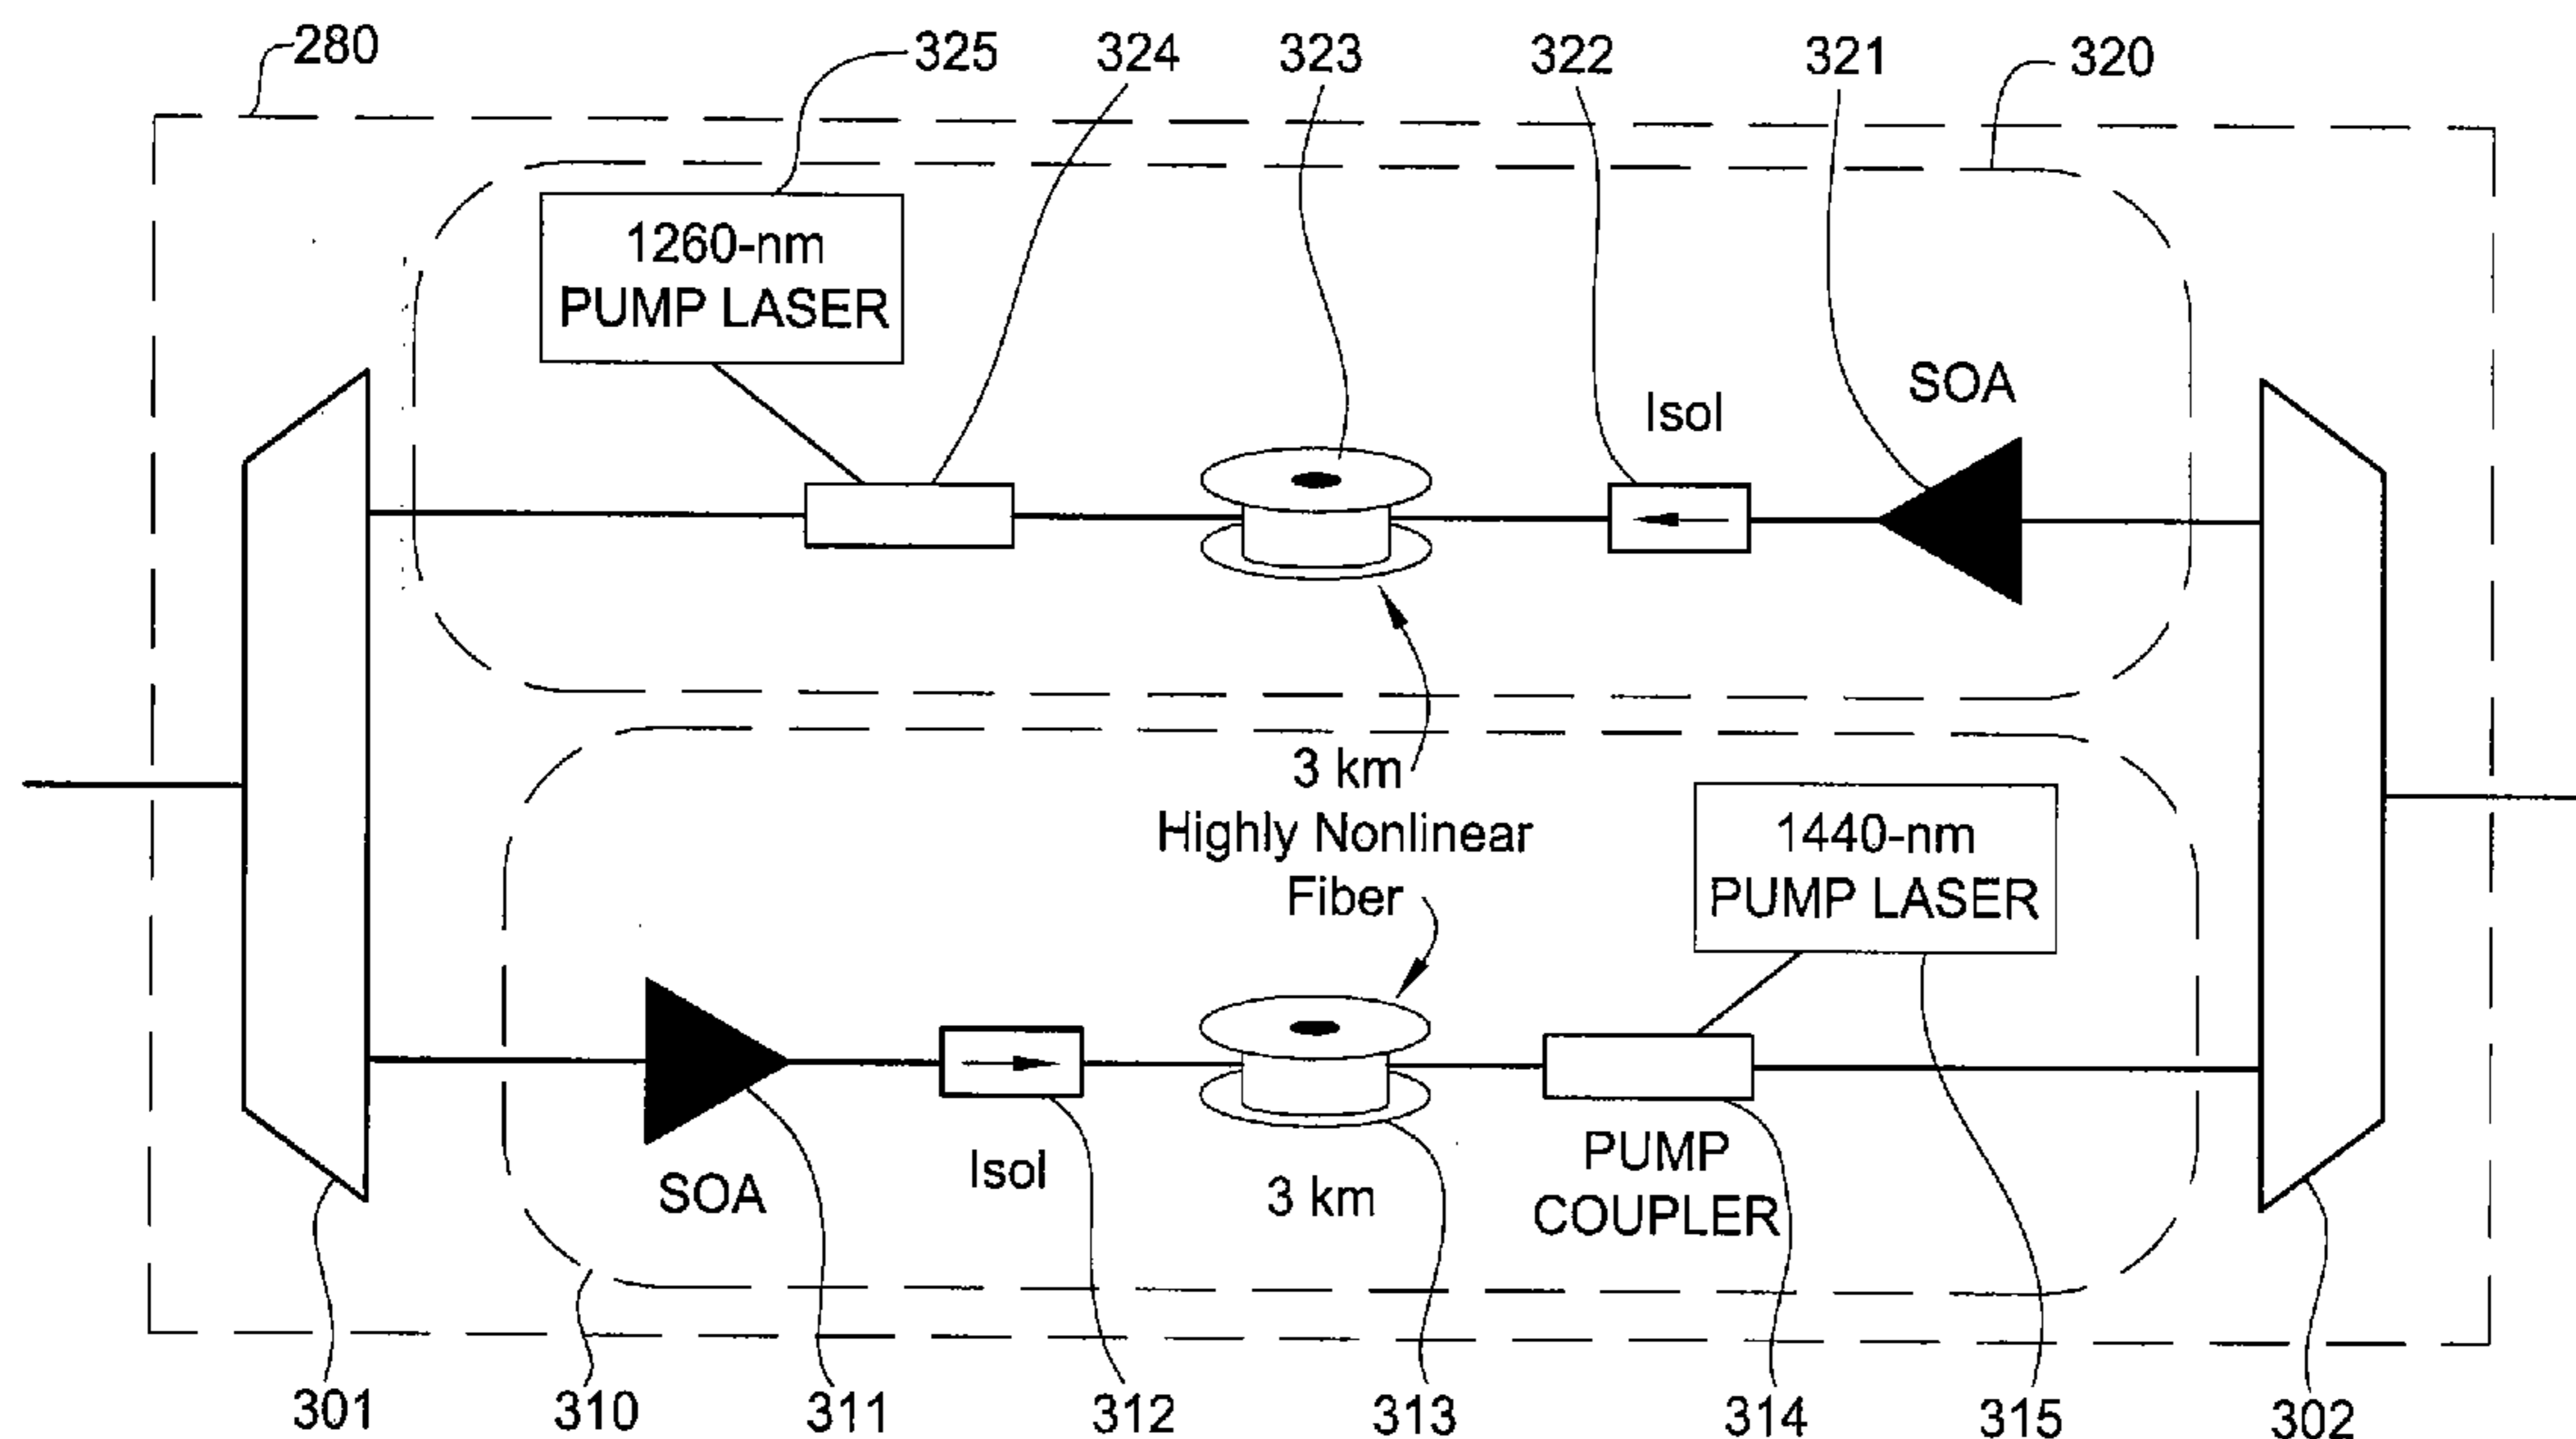 280
325
324
323
322
321
320
1260-nm
PUMP LASER
Isol
SOA
3 km
Highly Nonlinear
Fiber
1440-nm
PUMP LASER
SOA
Isol
3 km
PUMP
COUPLER
301
310
311
312
313
314
315
302